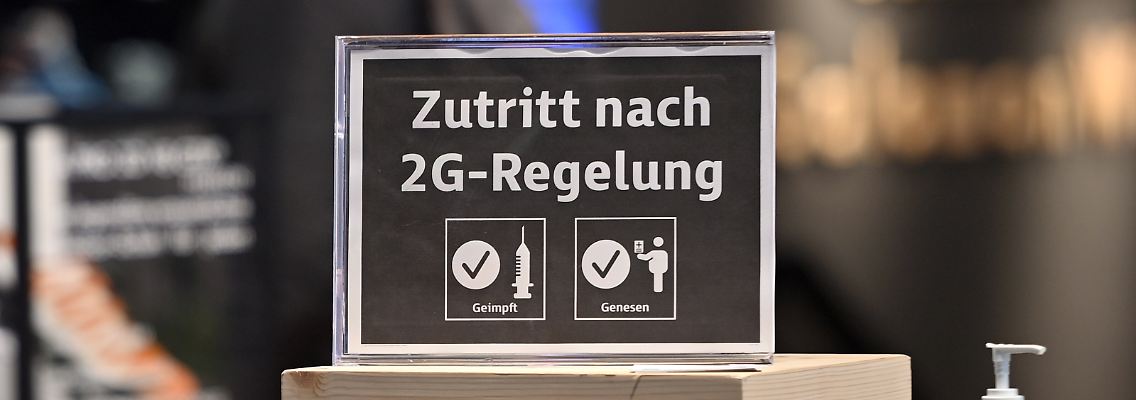 Zutritt nach
2G-Regelung
Geimpft
Genesen